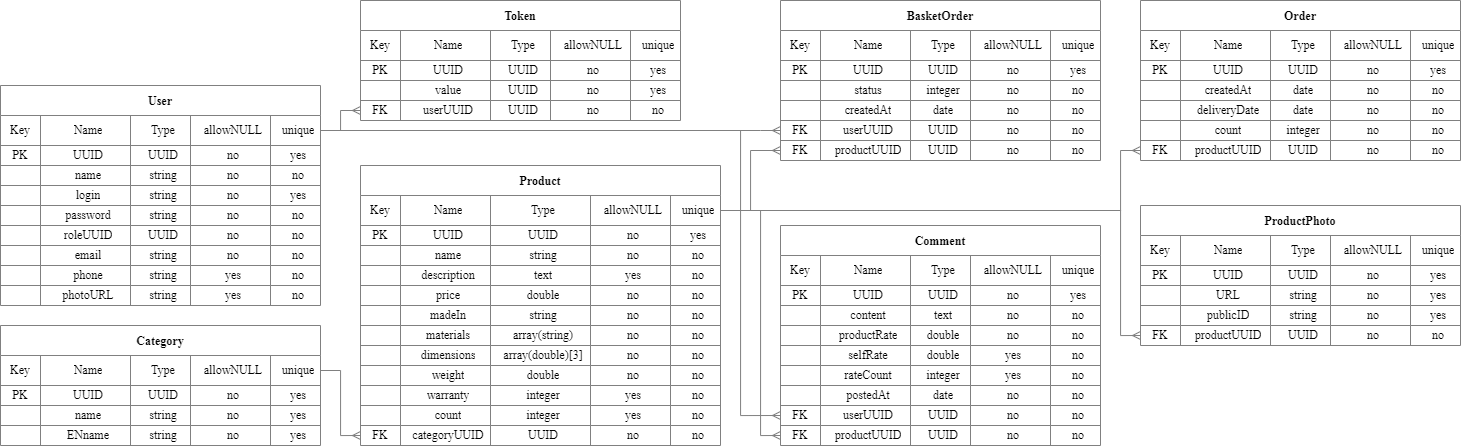 User
Key Name Type allowNULL unique
PK UUID UUID no yes
name string no no
login string no yes
password string no no
roleUUID UUID no no
email string no no
phone string yes no
photoURL string yes no
Category
Key Name Type allowNULL unique
PK UUID UUID no yes
name string no yes
ENname string no yes
Token
Key Name Type allowNULL unique
PK UUID UUID no yes
value UUID no yes
FK userUUID UUID no no
Product
Key Name Type allowNULL unique
PK UUID UUID no yes
name string no no
description text yes no
price double no no
madeIn string no no
materials array(string) no no
dimensions array(double)[3] no no
weight double no no
warranty integer yes no
count integer yes no
FK categoryUUID UUID no no
BasketOrder
Key Name Type allowNULL unique
PK UUID UUID no yes
status integer no no
createdAt date no no
FK userUUID UUID no no
FK productUUID UUID no no
Comment
Key Name Type allowNULL unique
PK UUID UUID no yes
content text no no
productRate double no no
selfRate double yes no
rateCount integer yes no
postedAt date no no
FK userUUID UUID no no
FK productUUID UUID no no
Order
Key Name Type allowNULL unique
PK UUID UUID no yes
createdAt date no no
deliveryDate date no no
count integer no no
FK productUUID UUID no no
ProductPhoto
Key Name Type allowNULL unique
PK UUID UUID no yes
URL string no yes
publicID string no yes
FK productUUID UUID no no